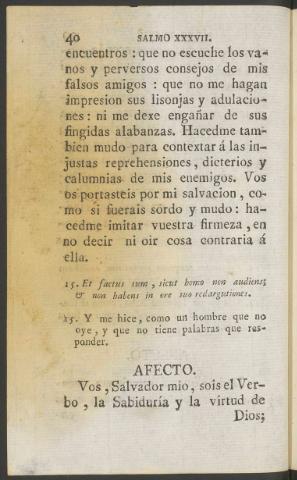 40 SALMO XXXVII.
encuentros : que no escuche los va-
nos y perversos consejos de mis
falsos amigos : que no me hagan
impresion sus lisonjas y adulacio-
nes : ni me dexe engañar de sus
fingidas alabanzas. Hacedme tam-
bien mudo para contextar á las in-
justas reprehensiones, dicterios y
calumnias de mis enemigos. Vos
os portasteis por mi salvacion, co-
mo si fuerais sordo y mudo : ha-
cedme imitar vuestra firmeza, en
no decir ni oir cosa contraria á
ella.
15. Et factus sum, sicut homo non audiens;
& non habens in ore suo redargutiones.
15. Y me hice, como un hombre que no
oye, y que no tiene palabras que res-
ponder.
AFECTO.
Vos, Salvador mio, sois el Ver-
bo, la Sabiduría y la virtud de
Dios;